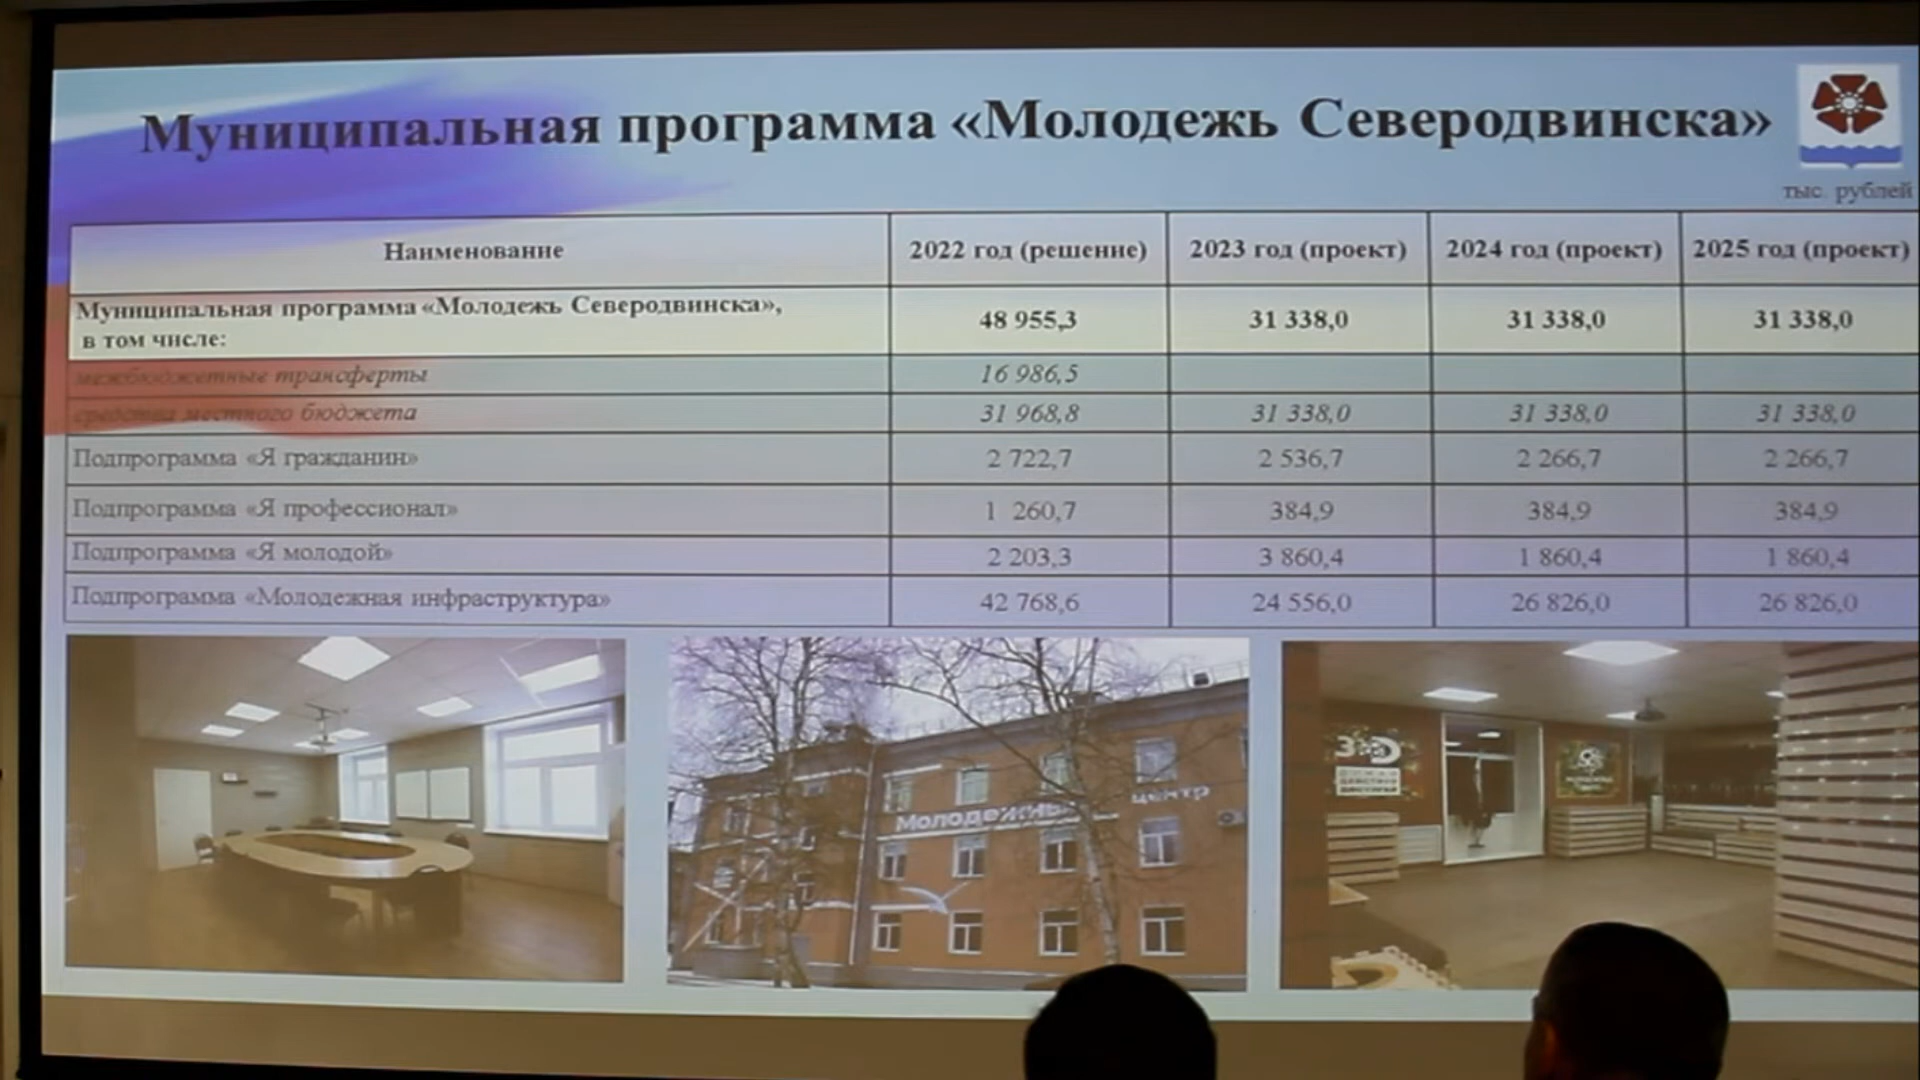 Муниципальная программа «Молодежь Северодвинска»
тыс. рублей
Наименование 2022 год (решение) 2023 год (проект) 2024 год (проект) 2025 год (проект)
Муниципальная программа «Молодежь Северодвинска»,
в том числе: 48 955,3 31 338,0 31 338,0 31 338,0
межбюджетные трансферты 16 986,5
средства местного бюджета 31 968,8 31 338,0 31 338,0 31 338,0
Подпрограмма «Я гражданин» 2 722,7 2 536,7 2 266,7 2 266,7
Подпрограмма «Я профессионал» 1 260,7 384,9 384,9 384,9
Подпрограмма «Я молодой» 2 203,3 3 860,4 1 860,4 1 860,4
Подпрограмма «Молодежная инфраструктура» 42 768,6 24 556,0 26 826,0 26 826,0
Молодежны центр
3D